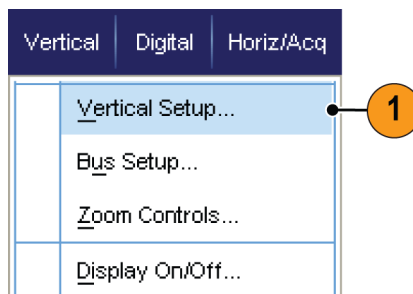 Vertical Digital Horiz/Acq
Vertical Setup...
1
Bus Setup...
Zoom Controls...
Display On/Off...